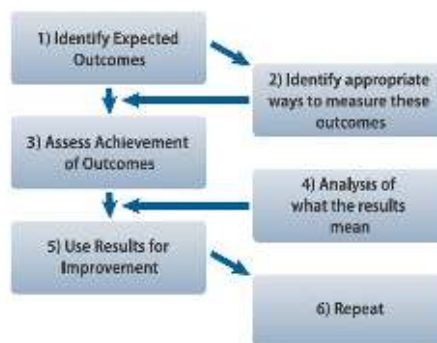 1) Identify Expected
Outcomes
2) Identify appropriate
ways to measure these
outcomes
3) Assess Achievement
of Outcomes
4) Analysis of
what the results
mean
5) Use Results for
Improvement
6) Repeat